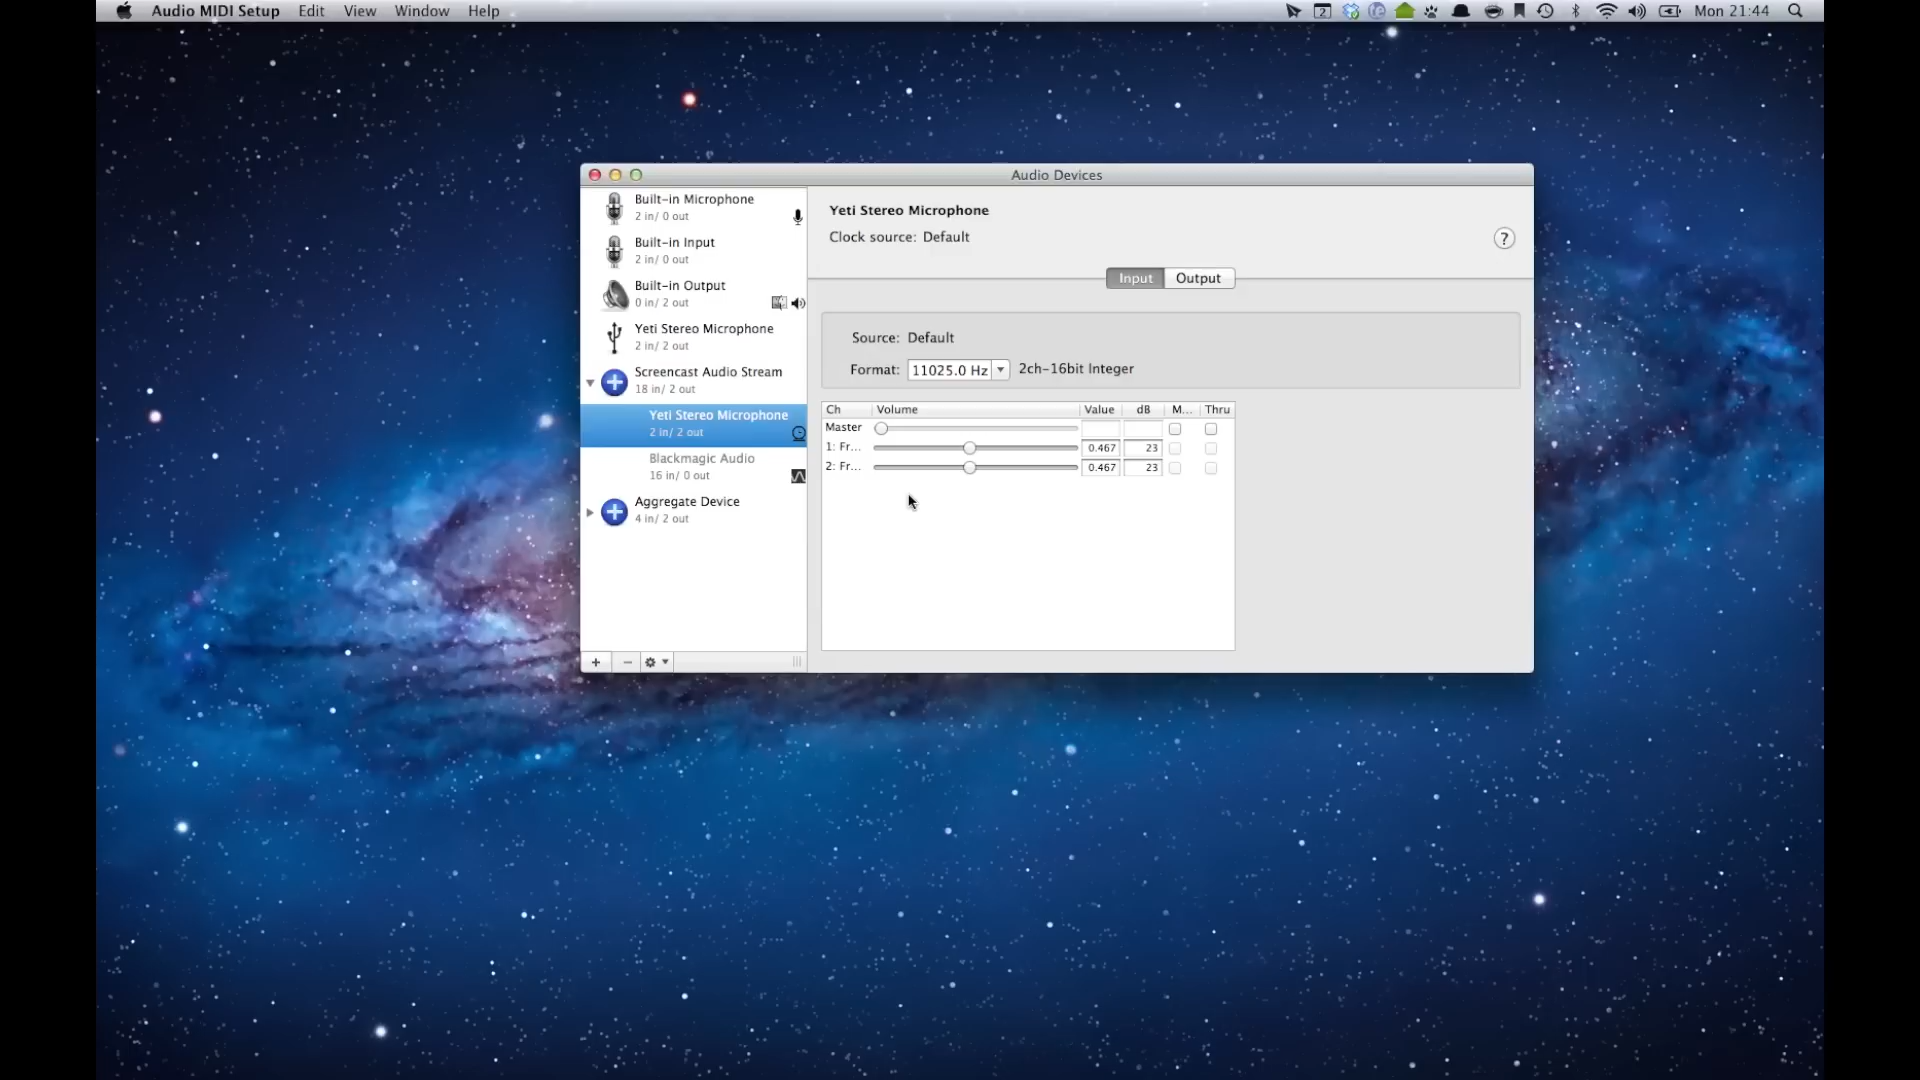 Audio MIDI Setup Edit View Window Help 2 Mon 21:44
Audio Devices
Built-in Microphone
2 in/ 0 out
Built-in Input
2 in/ 0 out
Built-in Output
0 in/ 2 out
Yeti Stereo Microphone
2 in/ 2 out
Screencast Audio Stream
18 in/ 2 out
Yeti Stereo Microphone
2 in/ 2 out
Blackmagic Audio
16 in/ 0 out
Aggregate Device
4 in/ 2 out
Yeti Stereo Microphone
Clock source: Default
?
Input Output
Source: Default
Format: 11025.0 Hz 2ch-16bit Integer
Ch Volume Value dB M... Thru
Master
1: Fr... 0.467 23
2: Fr... 0.467 23